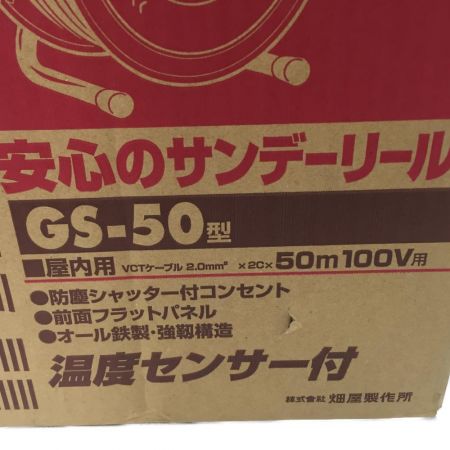 安心のサンデーリール
GS-50型
■屋内用 VCTケーブル 2.0mm² ×2C×50m100V用
●防塵シャッター付コンセント
●前面フラットパネル
●オール鉄製・強靱構造
温度センサー付
株式会社 畑屋製作所